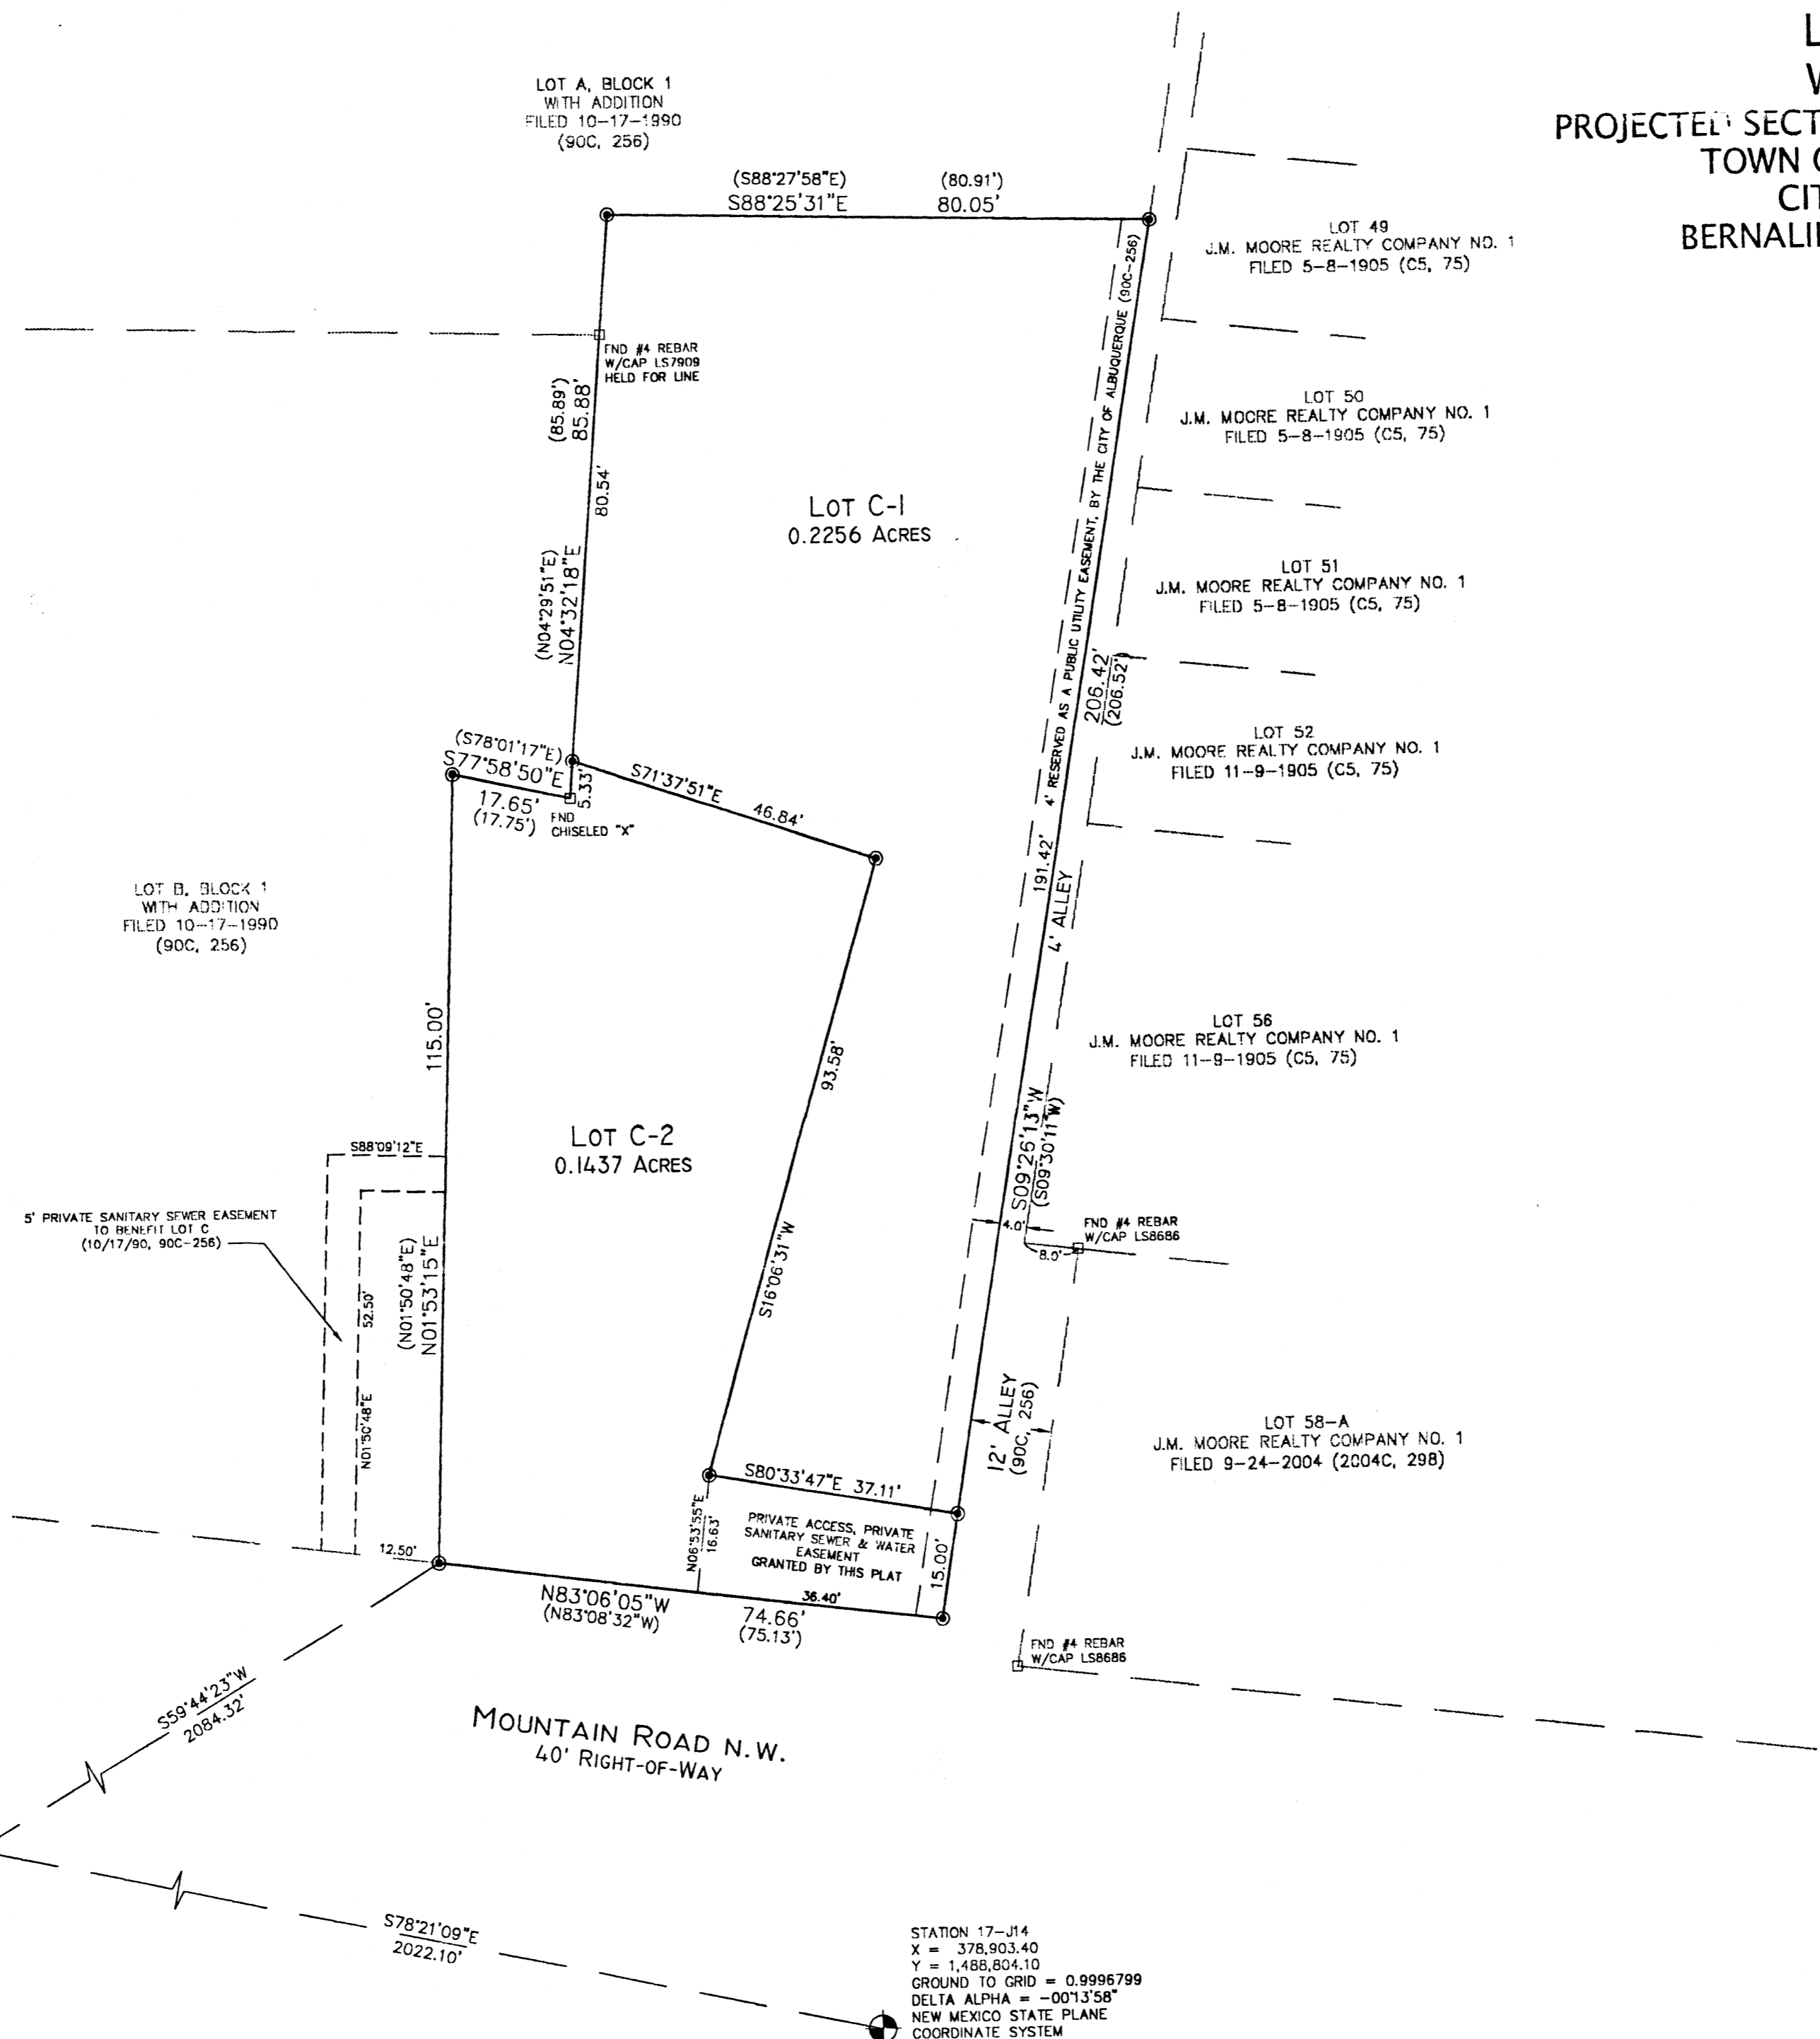 LOT A, BLOCK 1
WITH ADDITION
FILED 10-17-1990
(90C, 256)
PROJECTED SECT
TOWN
CIT
(S88°27'58"E) (80.91')
S88°25'31"E 80.05'
LOT 49
J.M. MOORE REALTY COMPANY NO. 1
FILED 5-8-1905 (C5, 75)
FND #4 REBAR
W/CAP LS7909
HELD FOR LINE
(85.89')
85.88'
80.54'
(N04°29'51"E)
N04°32'18"E
LOT C-1
0.2256 ACRES
4' RESERVED AS A PUBLIC UTILITY EASEMENT, BY THE CITY OF ALBUQUERQUE (90C-256)
LOT 50
J.M. MOORE REALTY COMPANY NO. 1
FILED 5-8-1905 (C5, 75)
LOT 51
J.M. MOORE REALTY COMPANY NO. 1
FILED 5-8-1905 (C5, 75)
206.42'
(206.52')
LOT 52
J.M. MOORE REALTY COMPANY NO. 1
FILED 11-9-1905 (C5, 75)
(S78°01'17"E)
S77°58'50"E
17.65'
(17.75')
5.33'
FND
CHISELED "X"
S71°37'51"E 46.84'
191.42'
4' ALLEY
LOT B, BLOCK 1
WITH ADDITION
FILED 10-17-1990
(90C, 256)
115.00'
93.58'
LOT 56
J.M. MOORE REALTY COMPANY NO. 1
FILED 11-9-1905 (C5, 75)
LOT C-2
0.1437 ACRES
S88°09'12"E
S09°26'13"W
(S09°30'11"W)
5' PRIVATE SANITARY SEWER EASEMENT
TO BENEFIT LOT C
(10/17/90, 90C-256)
(N01°50'48"E)
N01°53'15"E
52.50'
N01°50'48"E
S16°06'31"W
4.0'
8.0'
FND #4 REBAR
W/CAP LS8686
12' ALLEY
(90C, 256)
LOT 58-A
J.M. MOORE REALTY COMPANY NO. 1
FILED 9-24-2004 (2004C, 298)
S80°33'47"E 37.11'
N06°53'55"E
16.63'
PRIVATE ACCESS, PRIVATE
SANITARY SEWER & WATER
EASEMENT
GRANTED BY THIS PLAT
15.00'
12.50'
36.40'
N83°06'05"W
(N83°08'32"W)
74.66'
(75.13')
FND #4 REBAR
W/CAP LS8686
S59°44'23"W
2084.32'
MOUNTAIN ROAD N.W.
40' RIGHT-OF-WAY
S78°21'09"E
2022.10'
STATION 17-J14
X = 378,903.40
Y = 1,488,804.10
GROUND TO GRID = 0.9996799
DELTA ALPHA = -00°13'58"
NEW MEXICO STATE PLANE
COORDINATE SYSTEM